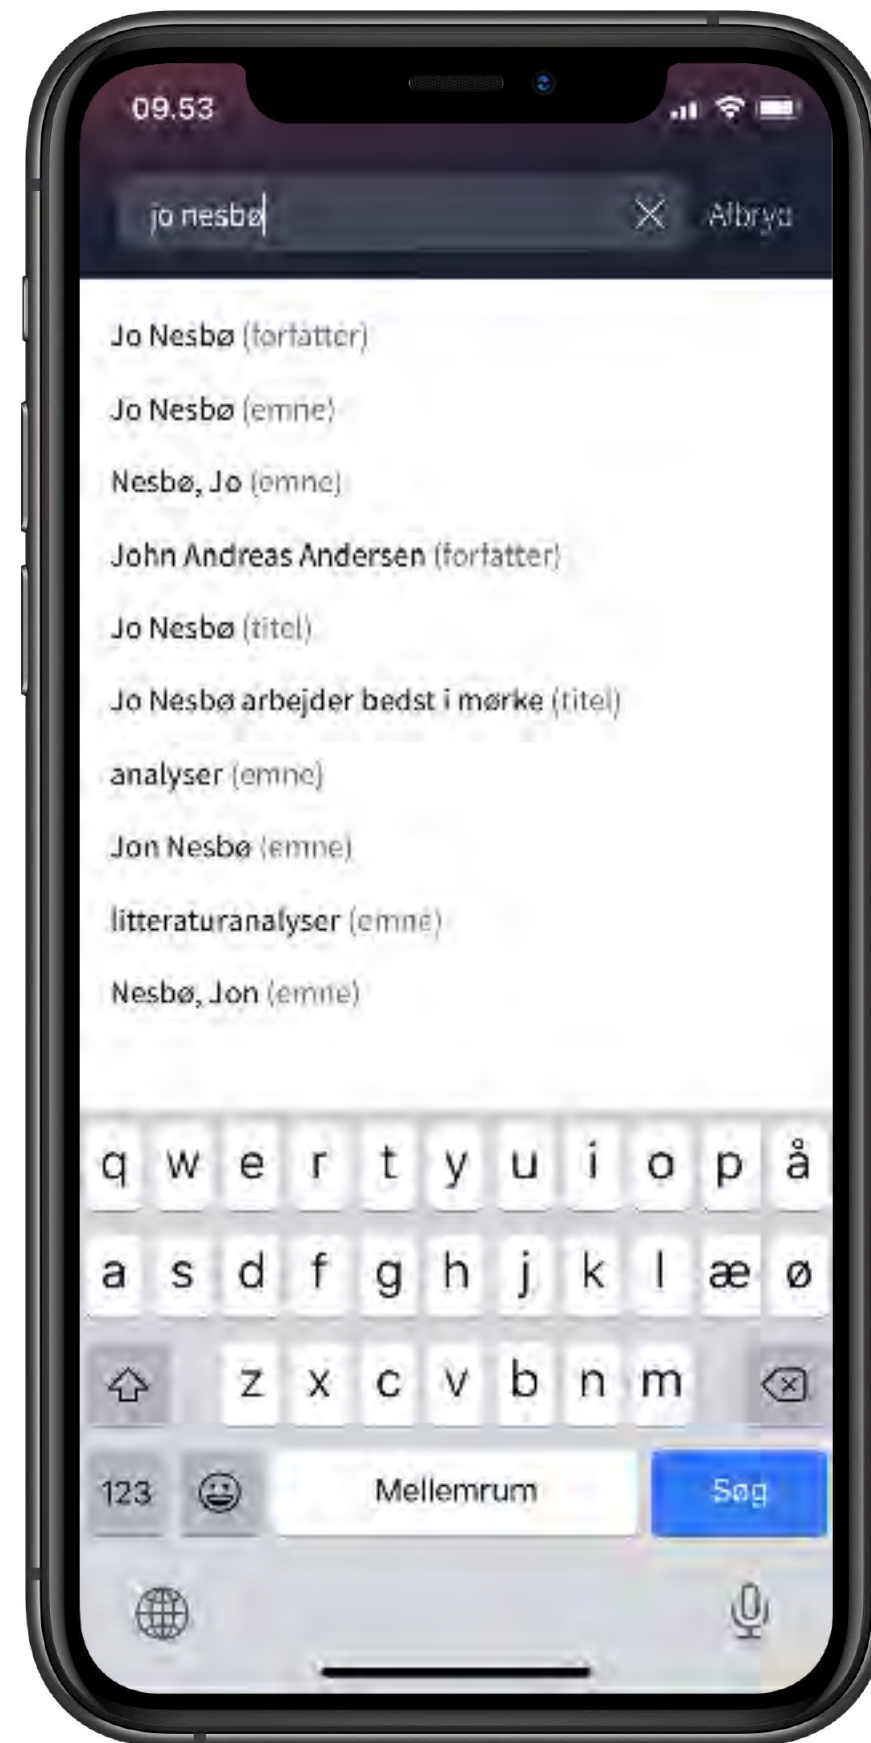 09.53
jo nesbø Afbryd
Jo Nesbø (forfatter)
Jo Nesbø (emne)
Nesbø, Jo (emne)
John Andreas Andersen (forfatter)
Jo Nesbø (titel)
Jo Nesbø arbejder bedst i mørke (titel)
analyser (emne)
Jon Nesbø (emne)
litteraturanalyser (emne)
Nesbø, Jon (emne)
q w e r t y u i o p å
a s d f g h j k l æ ø
z x c v b n m
123 Mellemrum Søg